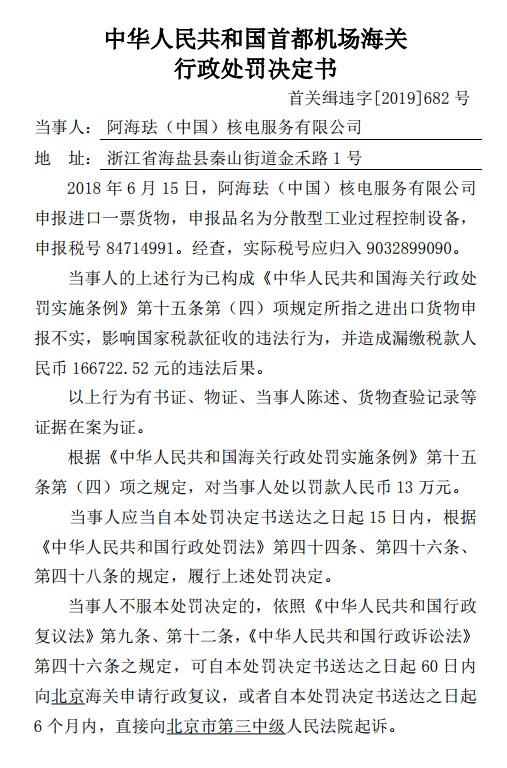 中华人民共和国首都机场海关
行政处罚决定书
首关缉违字[2019]682 号
当事人： 阿海珐（中国）核电服务有限公司
地 址： 浙江省海盐县秦山街道金禾路 1 号
2018 年 6 月 15 日，阿海珐（中国）核电服务有限公司
申报进口一票货物，申报品名为分散型工业过程控制设备，
申报税号 84714991。经查，实际税号应归入 9032899090。
当事人的上述行为已构成《中华人民共和国海关行政处
罚实施条例》第十五条第（四）项规定所指之进出口货物申
报不实，影响国家税款征收的违法行为，并造成漏缴税款人
民币 166722.52 元的违法后果。
以上行为有书证、物证、当事人陈述、货物查验记录等
证据在案为证。
根据《中华人民共和国海关行政处罚实施条例》第十五
条第（四）项之规定，对当事人处以罚款人民币 13 万元。
当事人应当自本处罚决定书送达之日起 15 日内，根据
《中华人民共和国行政处罚法》第四十四条、第四十六条、
第四十八条的规定，履行上述处罚决定。
当事人不服本处罚决定的，依照《中华人民共和国行政
复议法》第九条、第十二条，《中华人民共和国行政诉讼法》
第四十六条之规定，可自本处罚决定书送达之日起 60 日内
向北京海关申请行政复议，或者自本处罚决定书送达之日起
6 个月内，直接向北京市第三中级人民法院起诉。